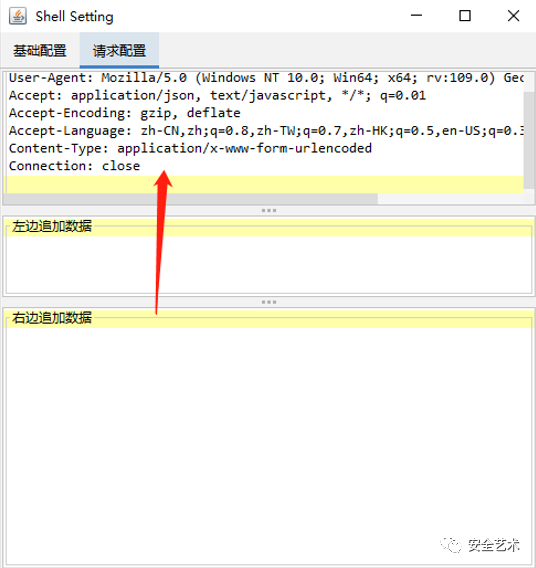 Shell Setting
基础配置
请求配置
User-Agent: Mozilla/5.0 (Windows NT 10.0; Win64; x64; rv:109.0) Gec
Accept: application/json, text/javascript, */*; q=0.01
Accept-Encoding: gzip, deflate
Accept-Language: zh-CN,zh;q=0.8,zh-TW;q=0.7,zh-HK;q=0.5,en-US;q=0.3
Content-Type: application/x-www-form-urlencoded
Connection: close
左边追加数据
右边追加数据
安全艺术